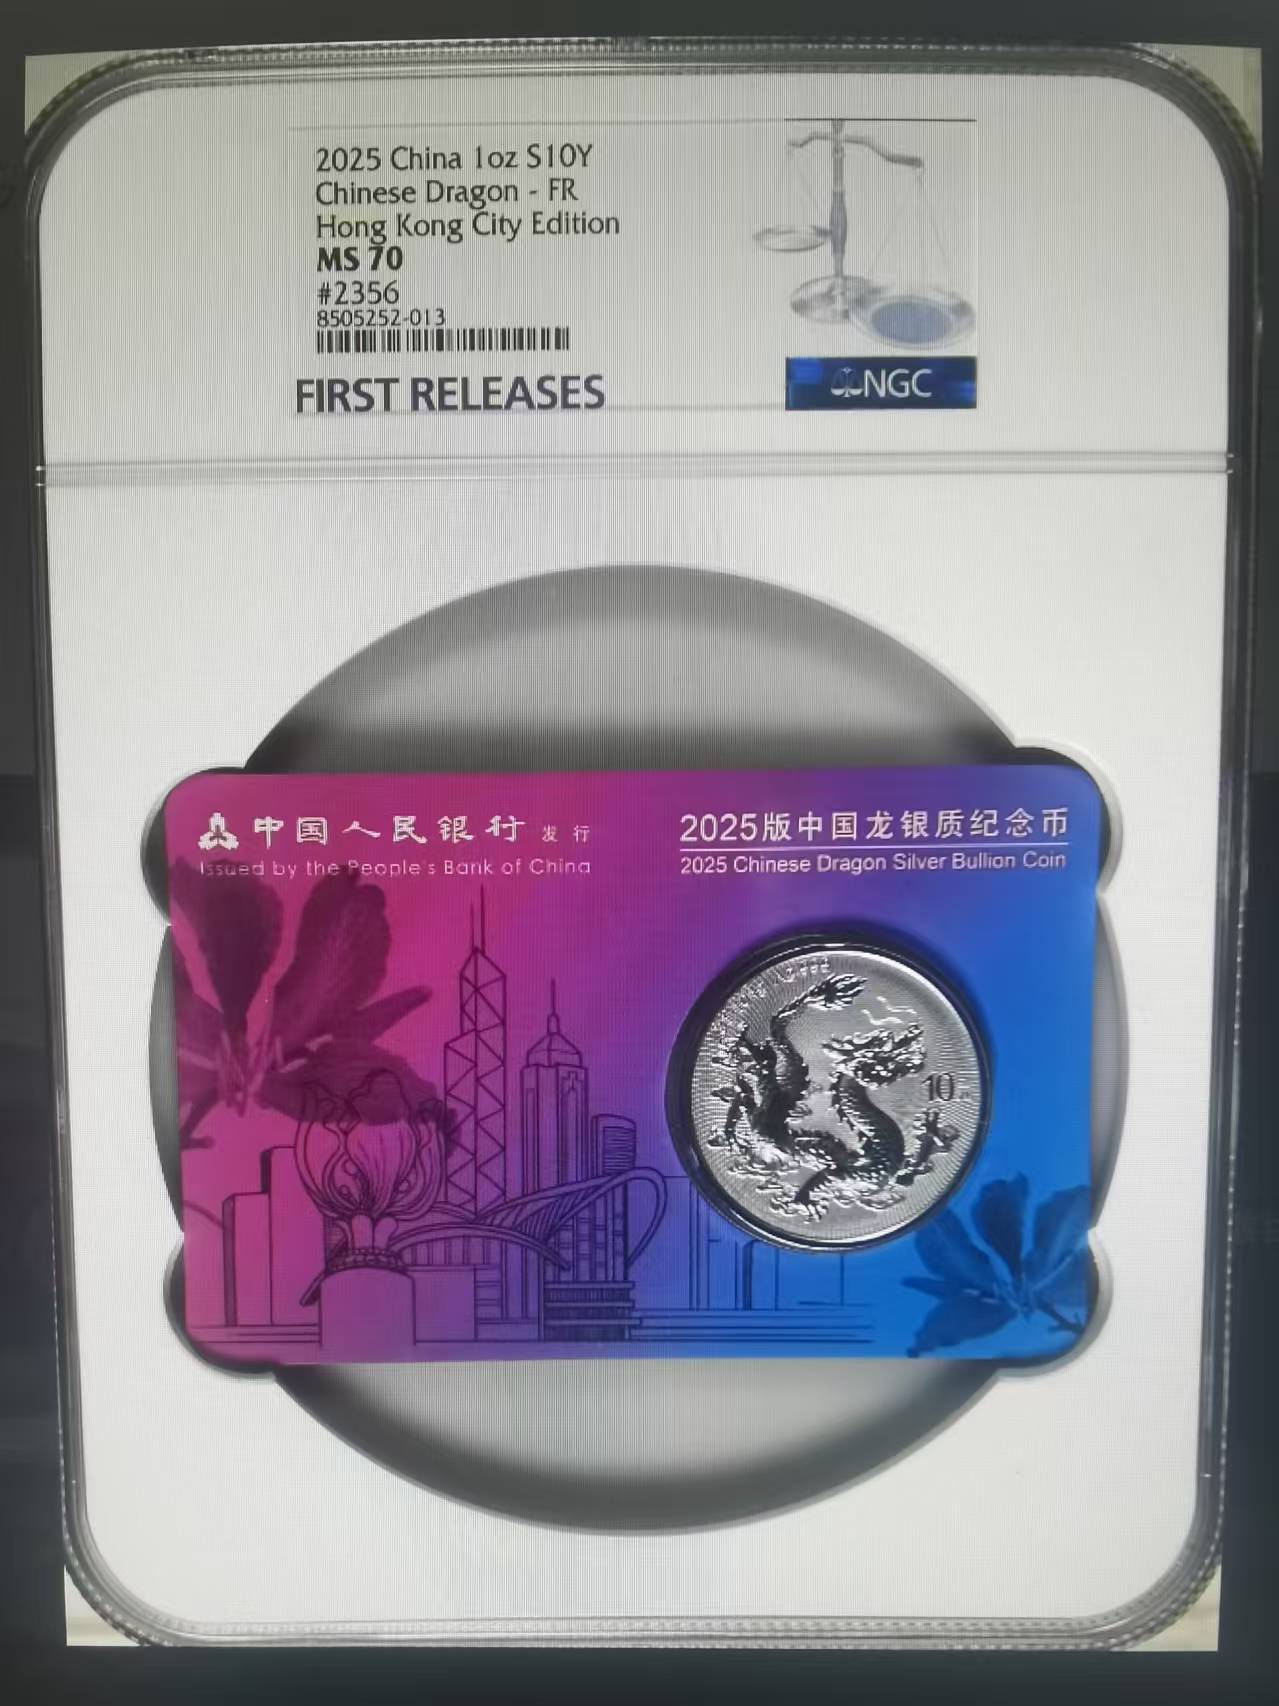 2025 China 1oz S10Y
Chinese Dragon - FR
Hong Kong City Edition
MS 70
#2356
8505252-013
FIRST RELEASES
NGC
中国人民银行 发行
Issued by the People's Bank of China
2025版中国龙银质纪念币
2025 Chinese Dragon Silver Bullion Coin
10